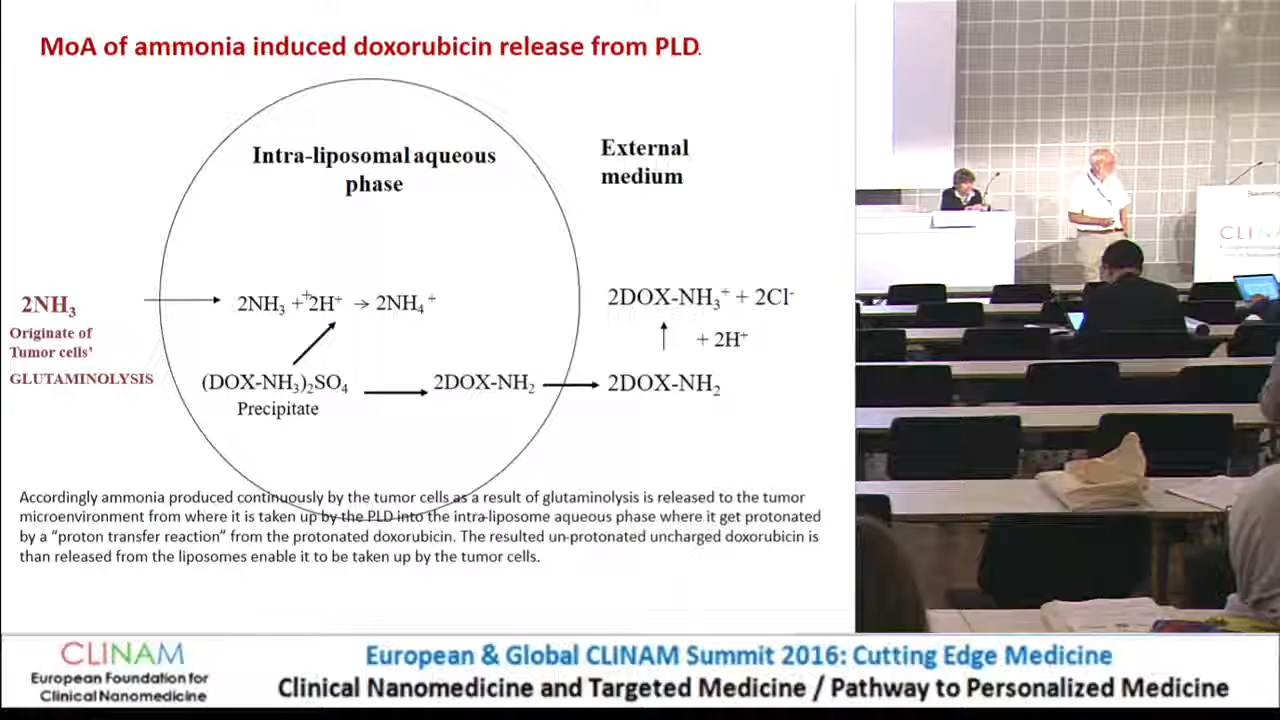 MoA of ammonia induced doxorubicin release from PLD.
Intra-liposomal aqueous
phase
External
medium
2NH₃
Originate of
Tumor cells'
GLUTAMINOLYSIS
2NH₃ + 2H⁺ → 2NH₄⁺
(DOX-NH₃)₂SO₄
Precipitate
2DOX-NH₂
2DOX-NH₃⁺ + 2Cl⁻
+ 2H⁺
2DOX-NH₂
Accordingly ammonia produced continuously by the tumor cells as a result of glutaminolysis is released to the tumor
microenvironment from where it is taken up by the PLD into the intra-liposome aqueous phase where it get protonated
by a “proton transfer reaction” from the protonated doxorubicin. The resulted un-protonated uncharged doxorubicin is
than released from the liposomes enable it to be taken up by the tumor cells.
CLINAM
CLINAM
European Foundation for
Clinical Nanomedicine
European & Global CLINAM Summit 2016: Cutting Edge Medicine
Clinical Nanomedicine and Targeted Medicine / Pathway to Personalized Medicine